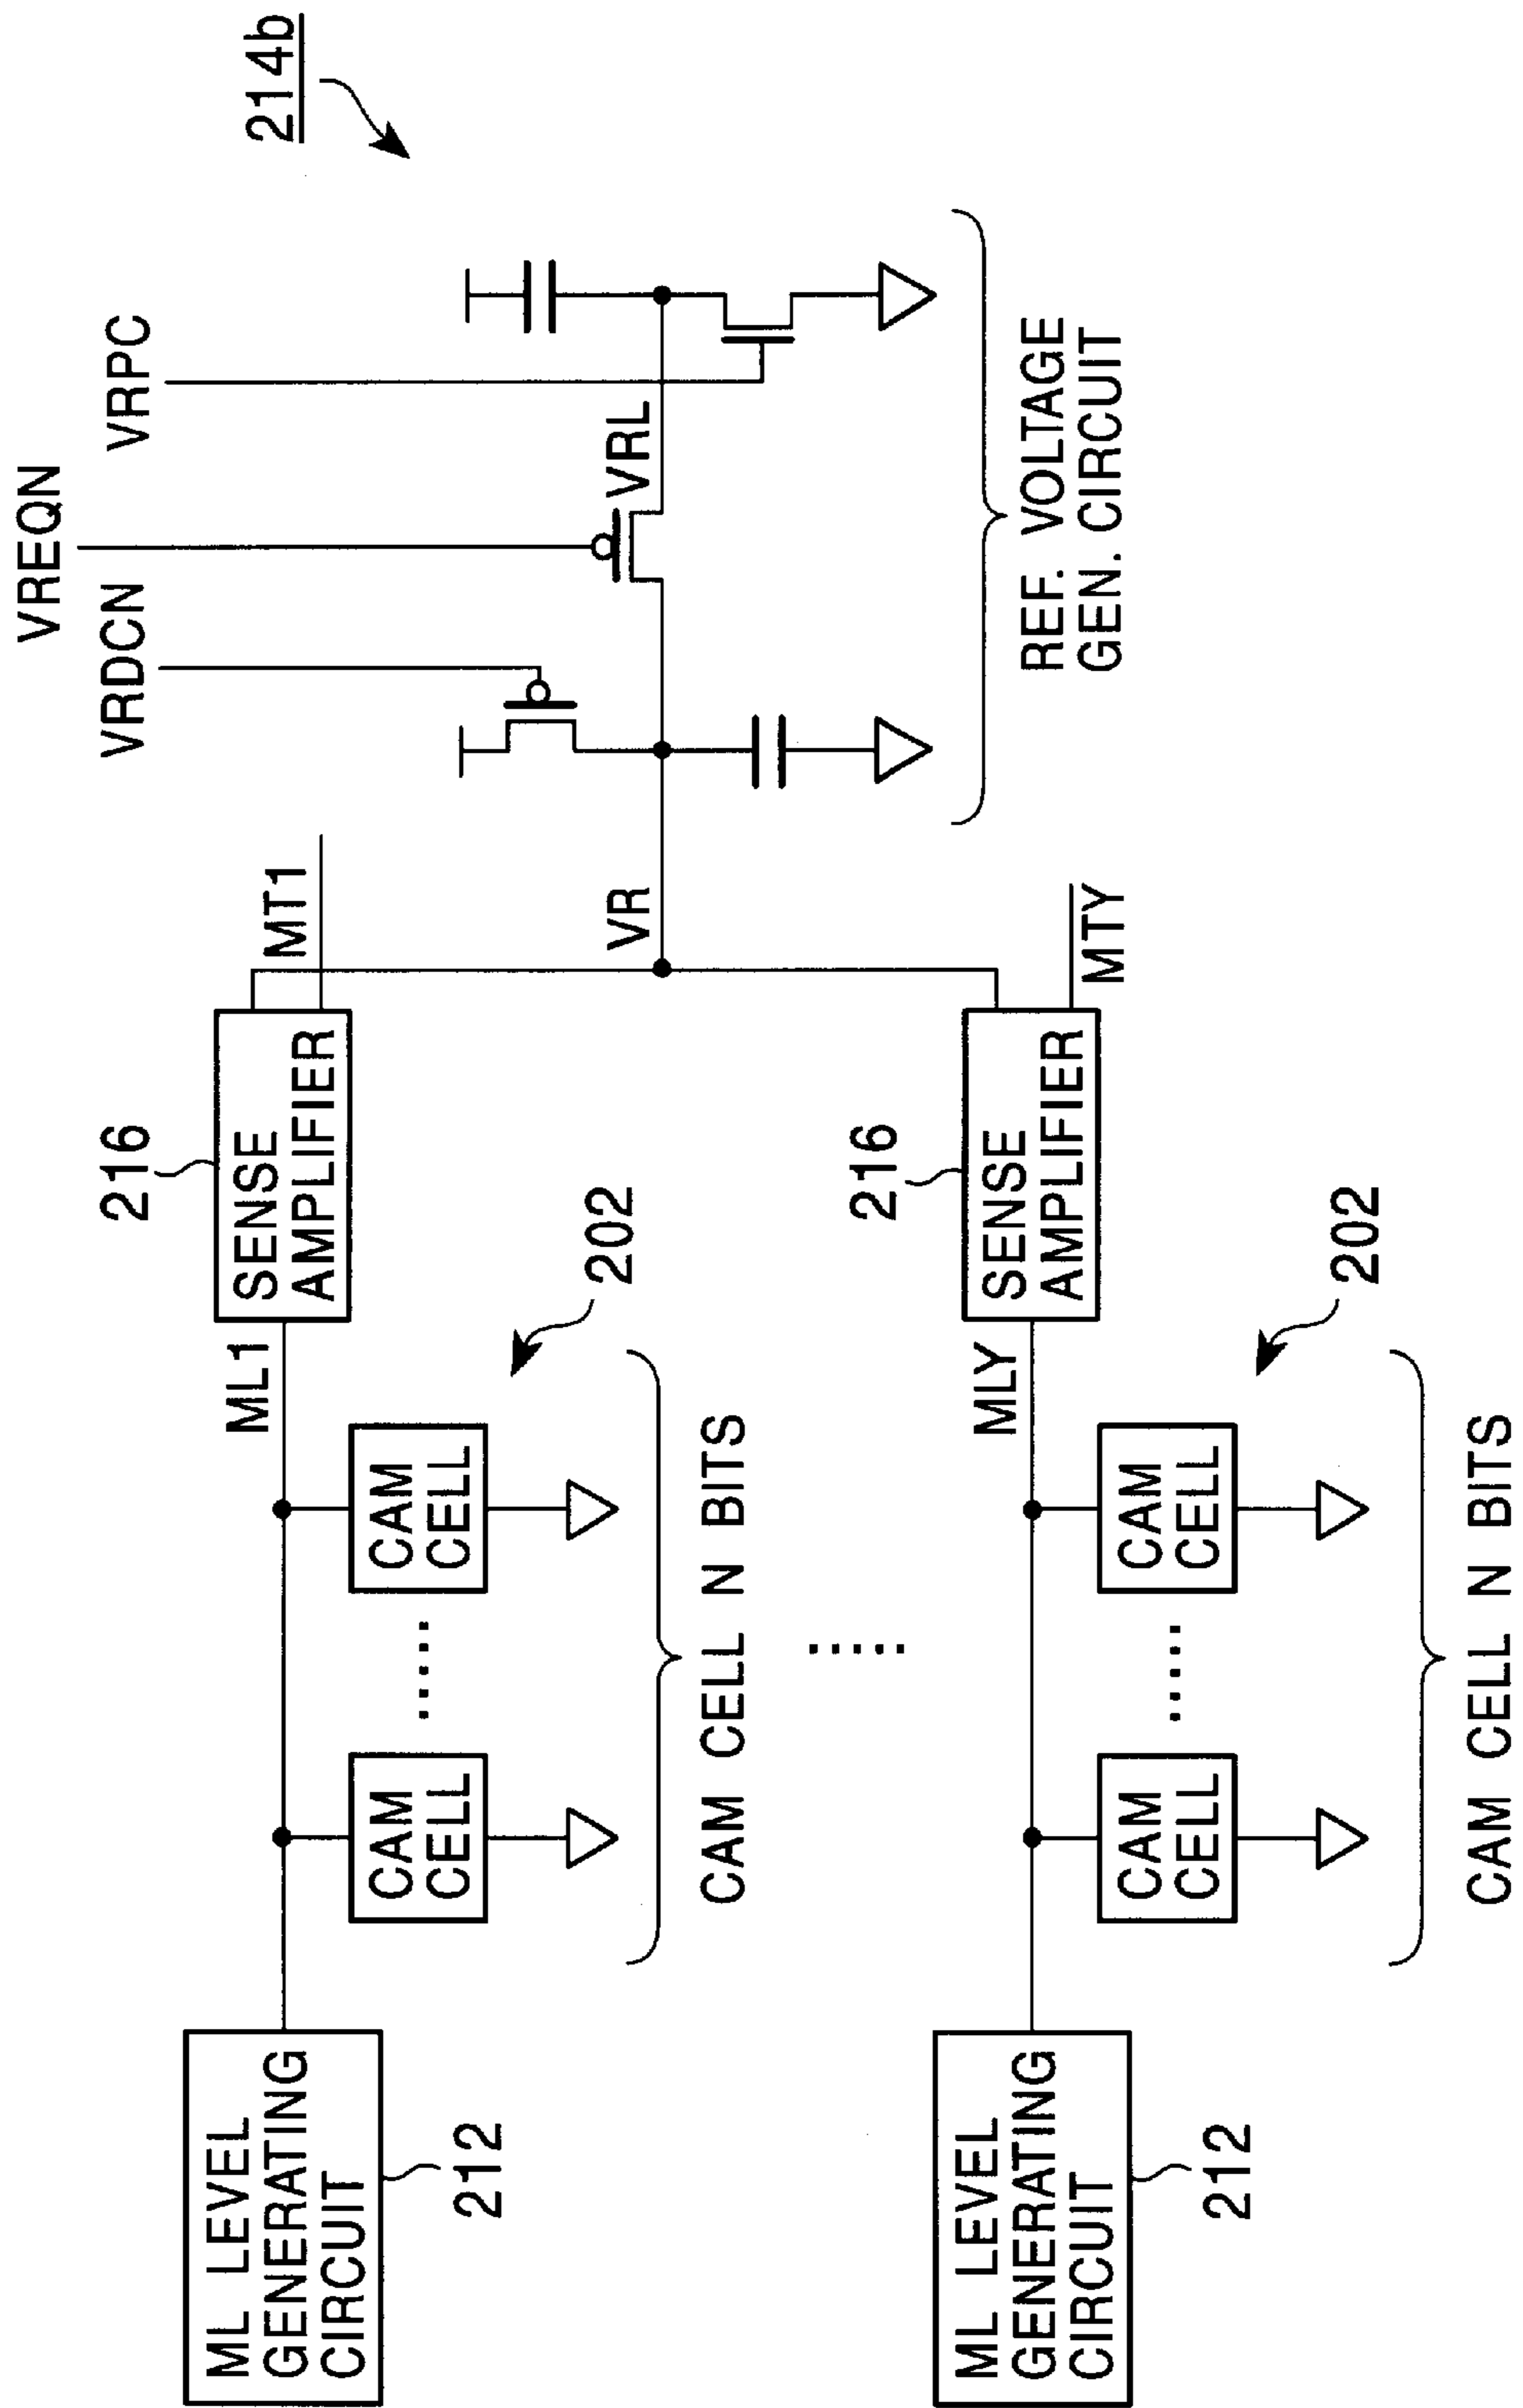 214b
VREQN
VRDCN
VRPC
216
SENSE
AMPLIFIER
ML1
MT1
VR
VRL
ML LEVEL
GENERATING
CIRCUIT
212
CAM
CELL
.....
CAM
CELL
202
CAM CELL N BITS
.....
REF. VOLTAGE
GEN. CIRCUIT
216
SENSE
AMPLIFIER
MLY
MTY
ML LEVEL
GENERATING
CIRCUIT
212
CAM
CELL
.....
CAM
CELL
202
CAM CELL N BITS